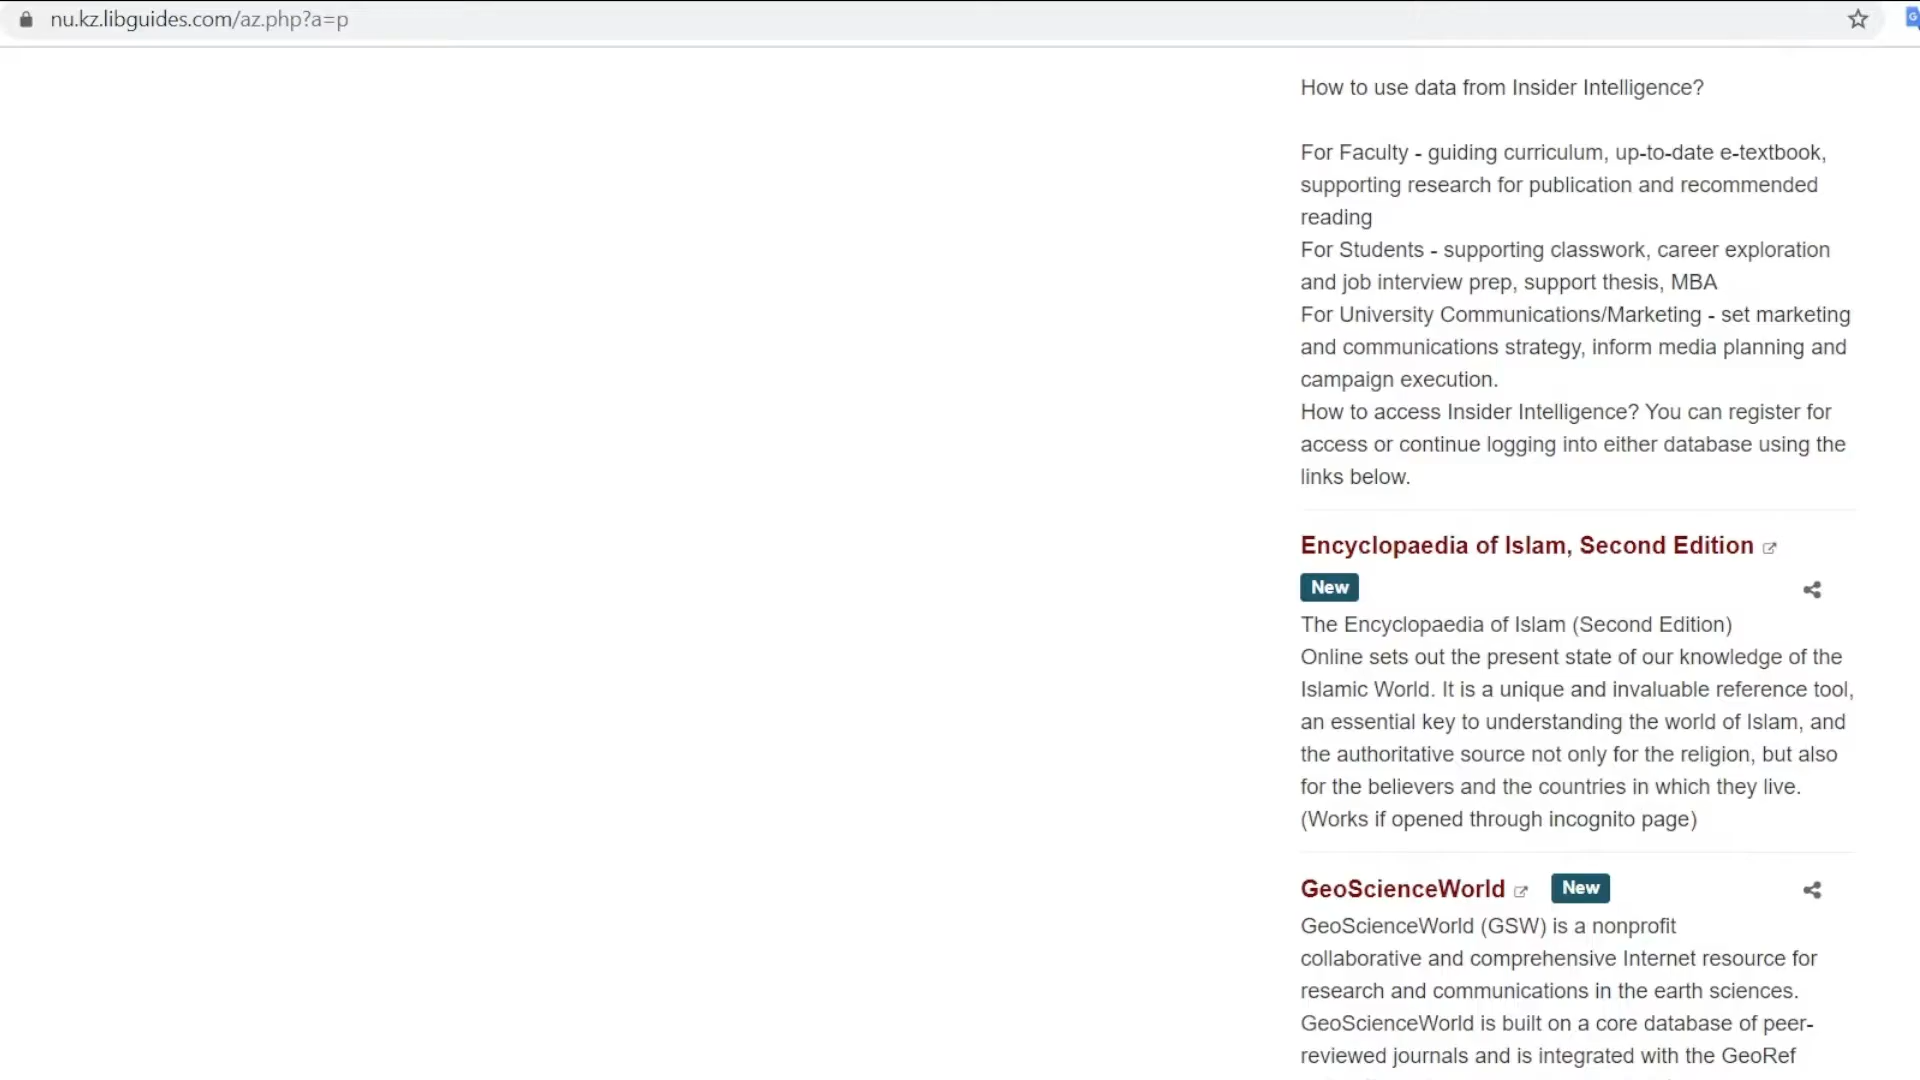 nu.kz.libguides.com/az.php?a=p
How to use data from Insider Intelligence?
For Faculty - guiding curriculum, up-to-date e-textbook,
supporting research for publication and recommended
reading
For Students - supporting classwork, career exploration
and job interview prep, support thesis, MBA
For University Communications/Marketing - set marketing
and communications strategy, inform media planning and
campaign execution.
How to access Insider Intelligence? You can register for
access or continue logging into either database using the
links below.
Encyclopaedia of Islam, Second Edition
New
The Encyclopaedia of Islam (Second Edition)
Online sets out the present state of our knowledge of the
Islamic World. It is a unique and invaluable reference tool,
an essential key to understanding the world of Islam, and
the authoritative source not only for the religion, but also
for the believers and the countries in which they live.
(Works if opened through incognito page)
GeoScienceWorld New
GeoScienceWorld (GSW) is a nonprofit
collaborative and comprehensive Internet resource for
research and communications in the earth sciences.
GeoScienceWorld is built on a core database of peer-
reviewed journals and is integrated with the GeoRef